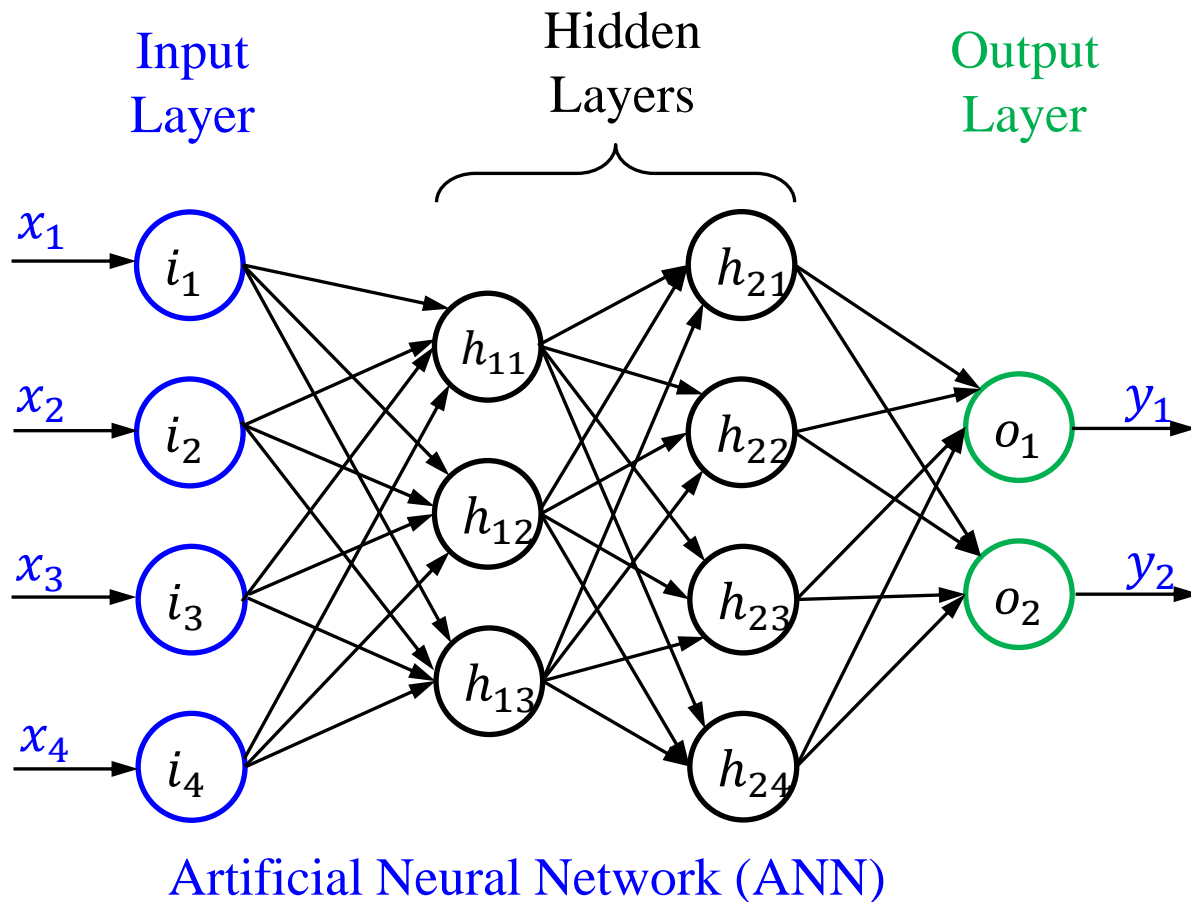 Input
Layer
Hidden
Layers
Output
Layer
x₁
i₁
x₂
i₂
x₃
i₃
x₄
i₄
h₁₁
h₁₂
h₁₃
h₂₁
h₂₂
h₂₃
h₂₄
o₁
y₁
o₂
y₂
Artificial Neural Network (ANN)